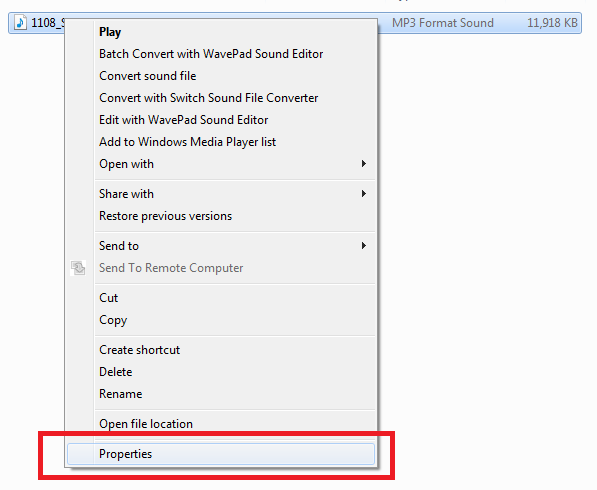 1108_
Play
MP3 Format Sound 11,918 KB
Batch Convert with WavePad Sound Editor
Convert sound file
Convert with Switch Sound File Converter
Edit with WavePad Sound Editor
Add to Windows Media Player list
Open with
Share with
Restore previous versions
Send to
Send To Remote Computer
Cut
Copy
Create shortcut
Delete
Rename
Open file location
Properties